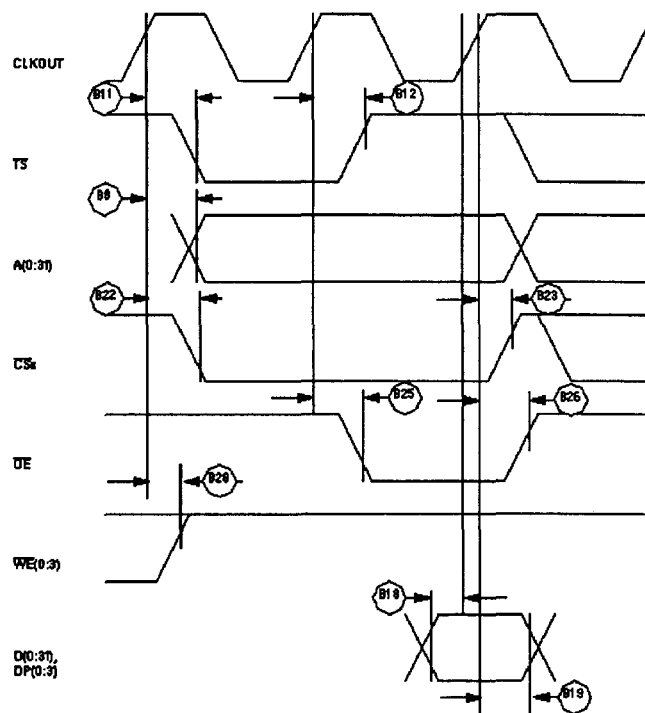 CLKOUT
B11
B12
TS
B8
A(0:31)
B22
B23
CSx
B25
B26
OE
B28
WE(0:3)
B18
D(0:31),
DP(0:3)
B19